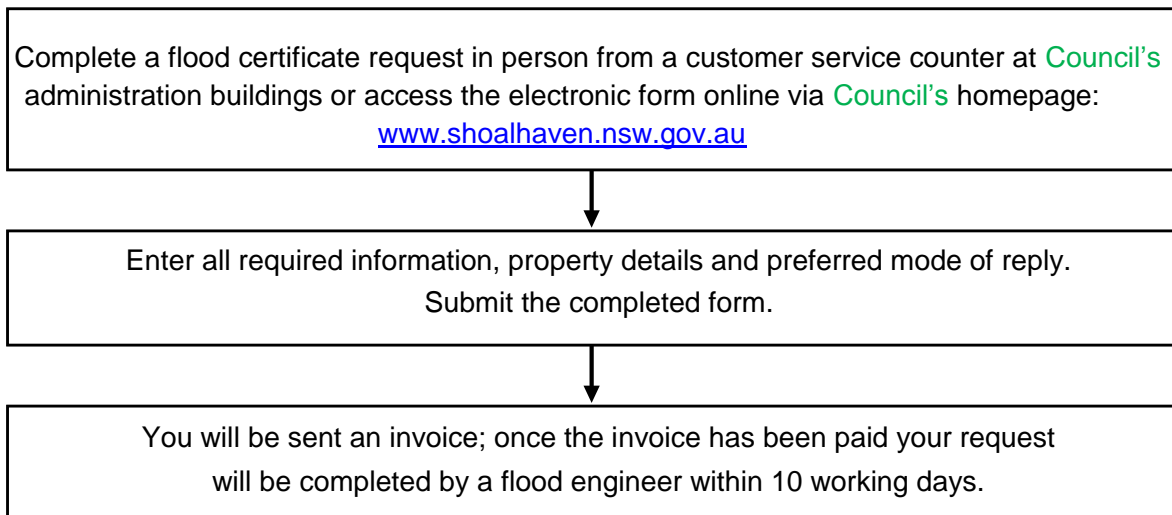 Complete a flood certificate request in person from a customer service counter at Council’s
administration buildings or access the electronic form online via Council’s homepage:
www.shoalhaven.nsw.gov.au
Enter all required information, property details and preferred mode of reply.
Submit the completed form.
You will be sent an invoice; once the invoice has been paid your request
will be completed by a flood engineer within 10 working days.